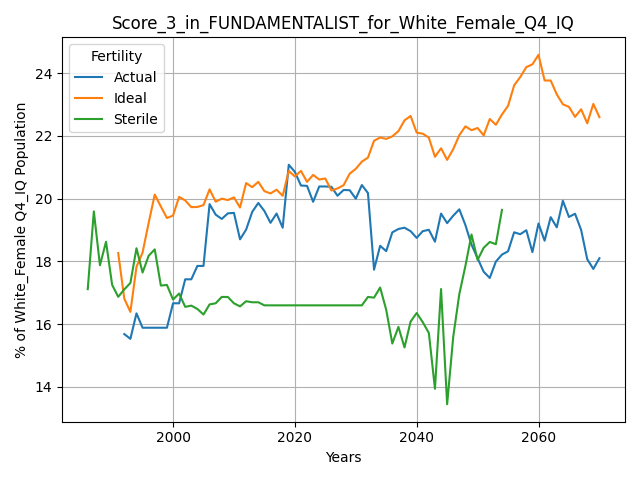 Score_3_in_FUNDAMENTALIST_for_White_Female_Q4_IQ
Fertility
Actual
Ideal
Sterile
% of White_Female Q4_IQ Population
24
22
20
18
16
14
2000
2020
2040
2060
Years